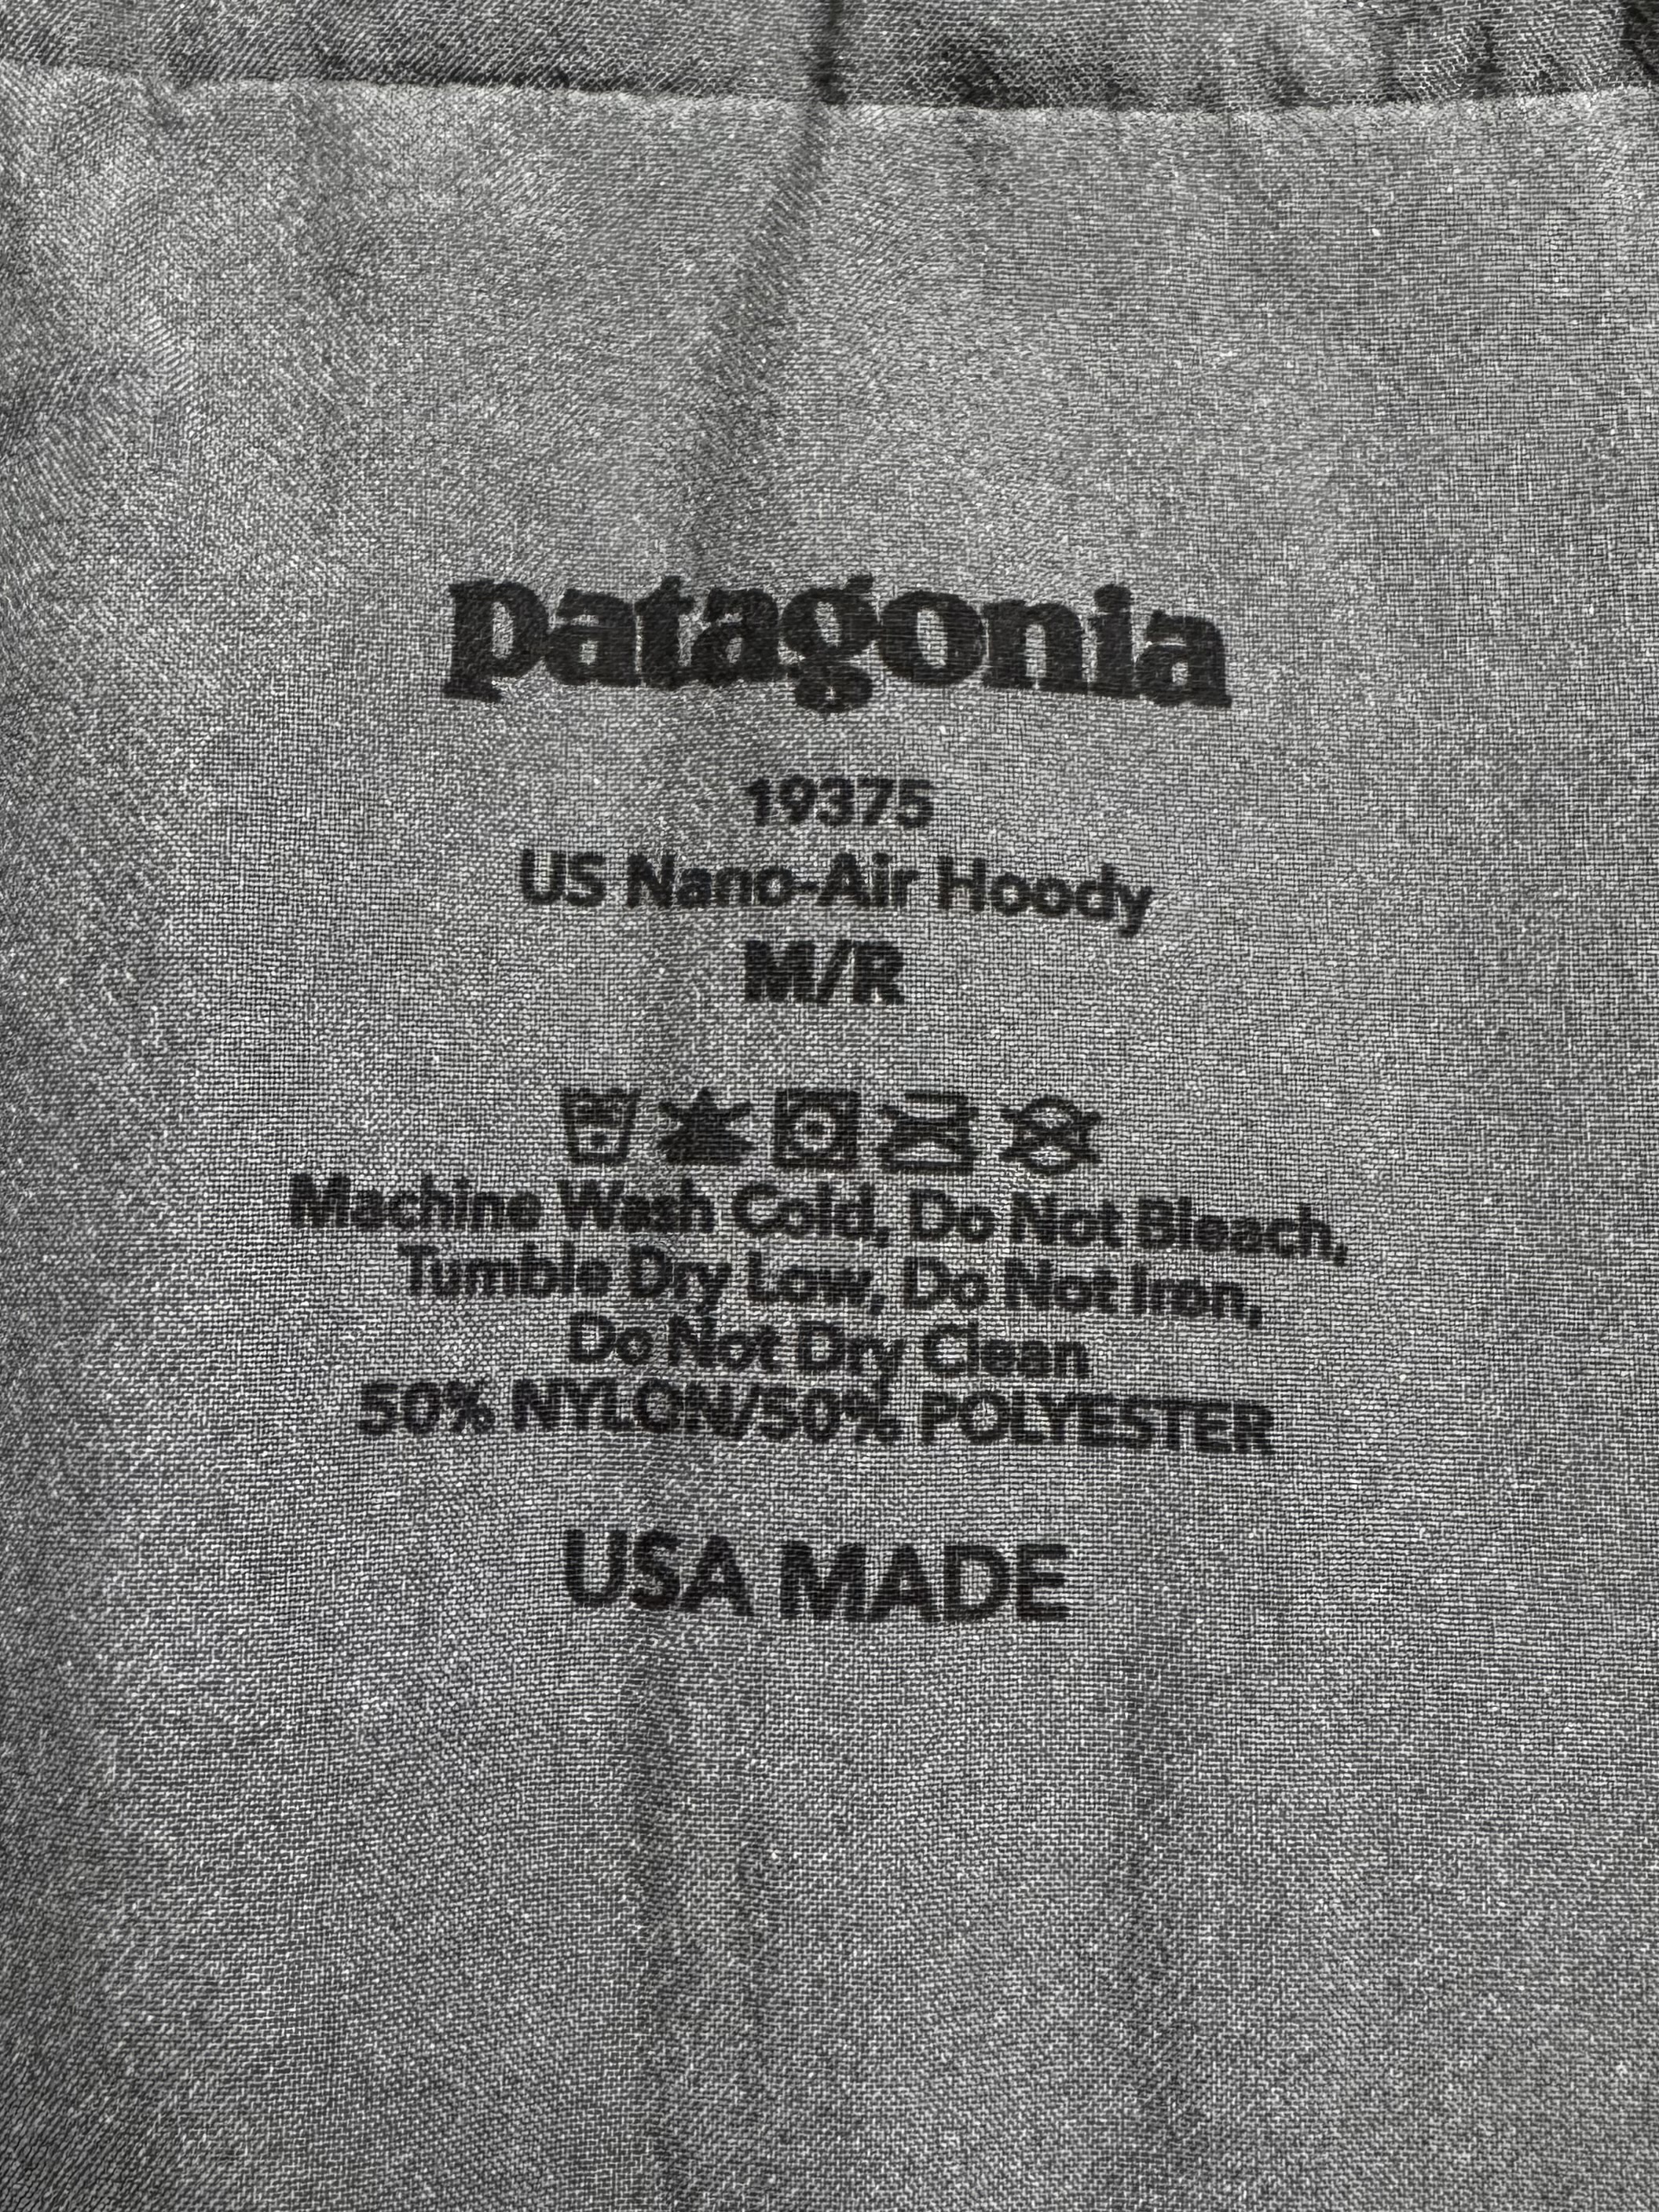 patagonia
19375
US Nano-Air Hoody
M/R
Machine Wash Cold, Do Not Bleach,
Tumble Dry Low, Do Not Iron,
Do Not Dry Clean
50% NYLON/50% POLYESTER
USA MADE